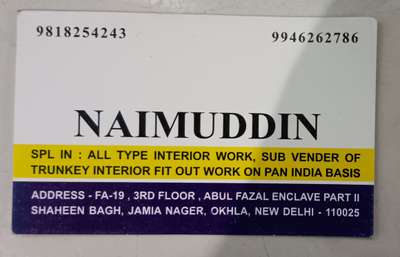 9818254243 9946262786
NAIMUDDIN
SPL IN : ALL TYPE INTERIOR WORK, SUB VENDER OF
TRUNKEY INTERIOR FIT OUT WORK ON PAN INDIA BASIS
ADDRESS - FA-19 , 3RD FLOOR , ABUL FAZAL ENCLAVE PART II
SHAHEEN BAGH, JAMIA NAGER, OKHLA, NEW DELHI - 110025